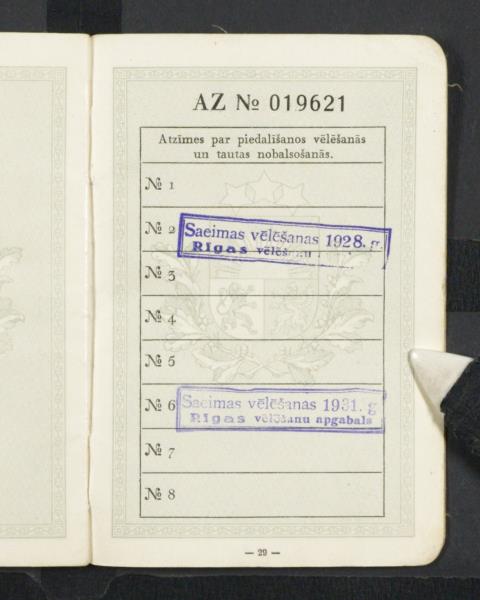 AZ № 019621
Atzīmes par piedalīšanos vēlēšanās
un tautas nobalsošanās.
№ 1
№ 2
Saeimas vēlēšanas 1928. g
Rīgas vēlēšanu
№ 3
№ 4
№ 5
№ 6
Saeimas vēlēšanas 1931. g
Rīgas vēlēšanu apgabals
№ 7
№ 8
— 29 —